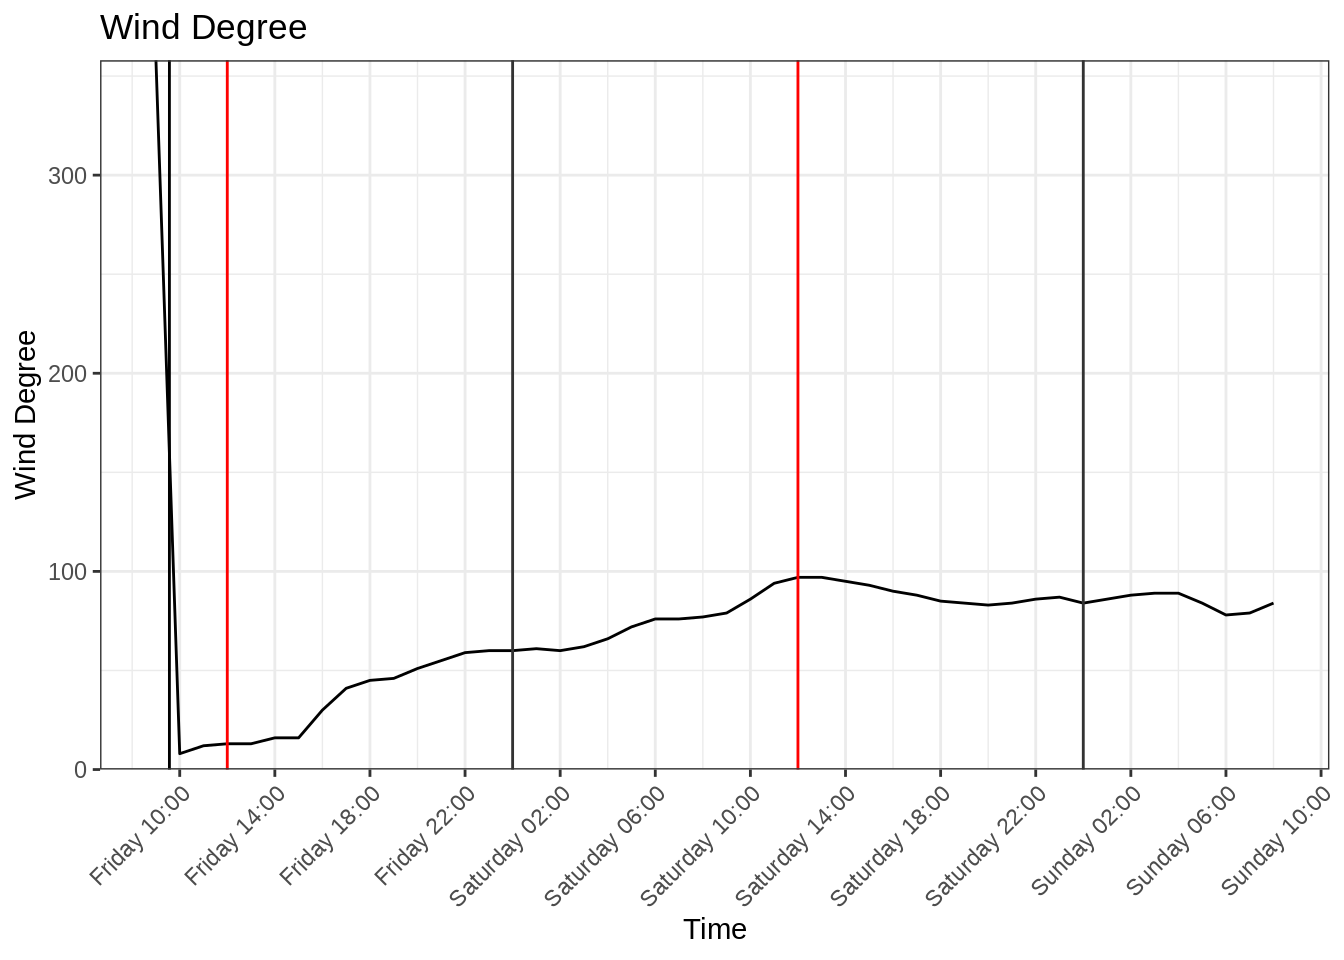 Wind Degree
Wind Degree
300
200
100
0
Friday 10:00
Friday 14:00
Friday 18:00
Friday 22:00
Saturday 02:00
Saturday 06:00
Saturday 10:00
Saturday 14:00
Saturday 18:00
Saturday 22:00
Sunday 02:00
Sunday 06:00
Sunday 10:00
Time